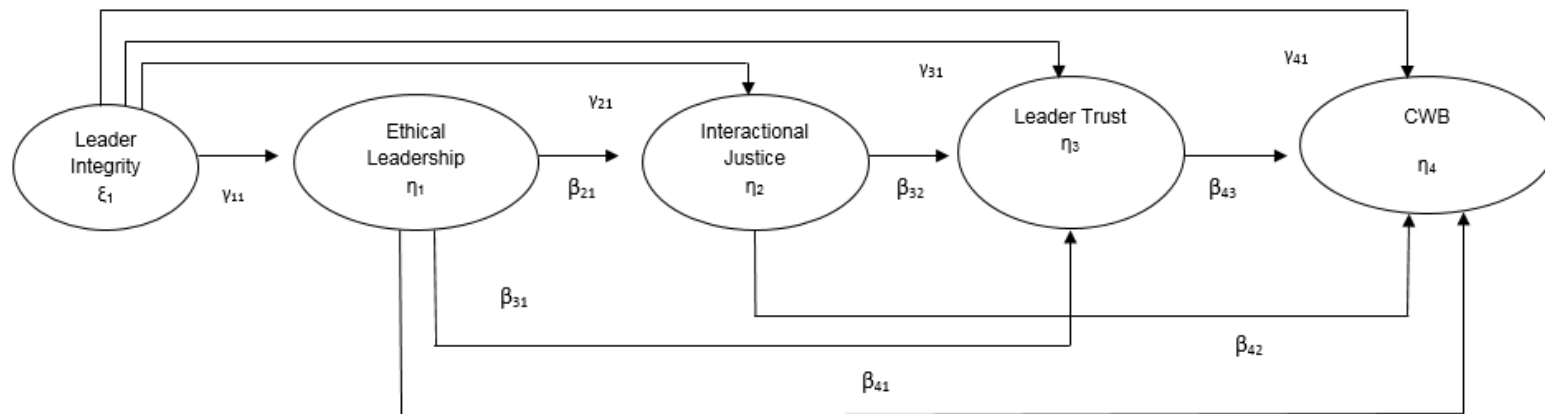 Leader
Integrity
ξ₁
γ₁₁
Ethical
Leadership
η₁
β₂₁
γ₂₁
Interactional
Justice
η₂
β₃₂
γ₃₁
Leader Trust
η₃
β₄₃
γ₄₁
CWB
η₄
β₃₁
β₄₂
β₄₁